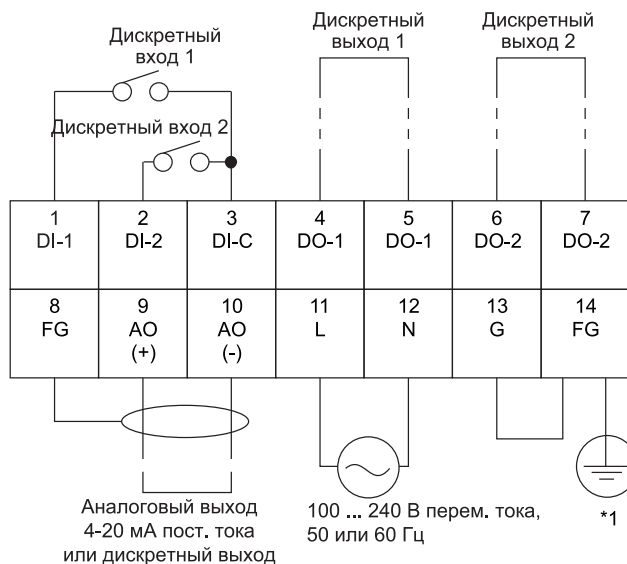 Дискретный
вход 1
Дискретный
выход 1
Дискретный
выход 2
Дискретный вход 2
1
DI-1
2
DI-2
3
DI-C
4
DO-1
5
DO-1
6
DO-2
7
DO-2
8
FG
9
AO
(+)
10
AO
(-)
11
L
12
N
13
G
14
FG
Аналоговый выход
4-20 мА пост. тока
или дискретный выход
100 ... 240 В перем. тока,
50 или 60 Гц
*1